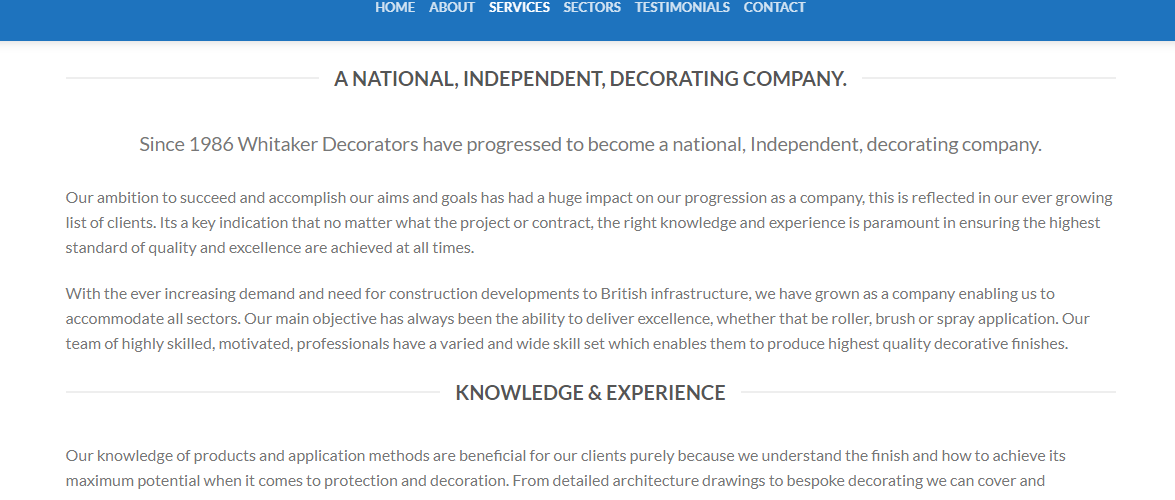 HOME ABOUT SERVICES SECTORS TESTIMONIALS CONTACT
A NATIONAL, INDEPENDENT, DECORATING COMPANY.
Since 1986 Whitaker Decorators have progressed to become a national, Independent, decorating company.
Our ambition to succeed and accomplish our aims and goals has had a huge impact on our progression as a company, this is reflected in our ever growing
list of clients. Its a key indication that no matter what the project or contract, the right knowledge and experience is paramount in ensuring the highest
standard of quality and excellence are achieved at all times.
With the ever increasing demand and need for construction developments to British infrastructure, we have grown as a company enabling us to
accommodate all sectors. Our main objective has always been the ability to deliver excellence, whether that be roller, brush or spray application. Our
team of highly skilled, motivated, professionals have a varied and wide skill set which enables them to produce highest quality decorative finishes.
KNOWLEDGE & EXPERIENCE
Our knowledge of products and application methods are beneficial for our clients purely because we understand the finish and how to achieve its
maximum potential when it comes to protection and decoration. From detailed architecture drawings to bespoke decorating we can cover and